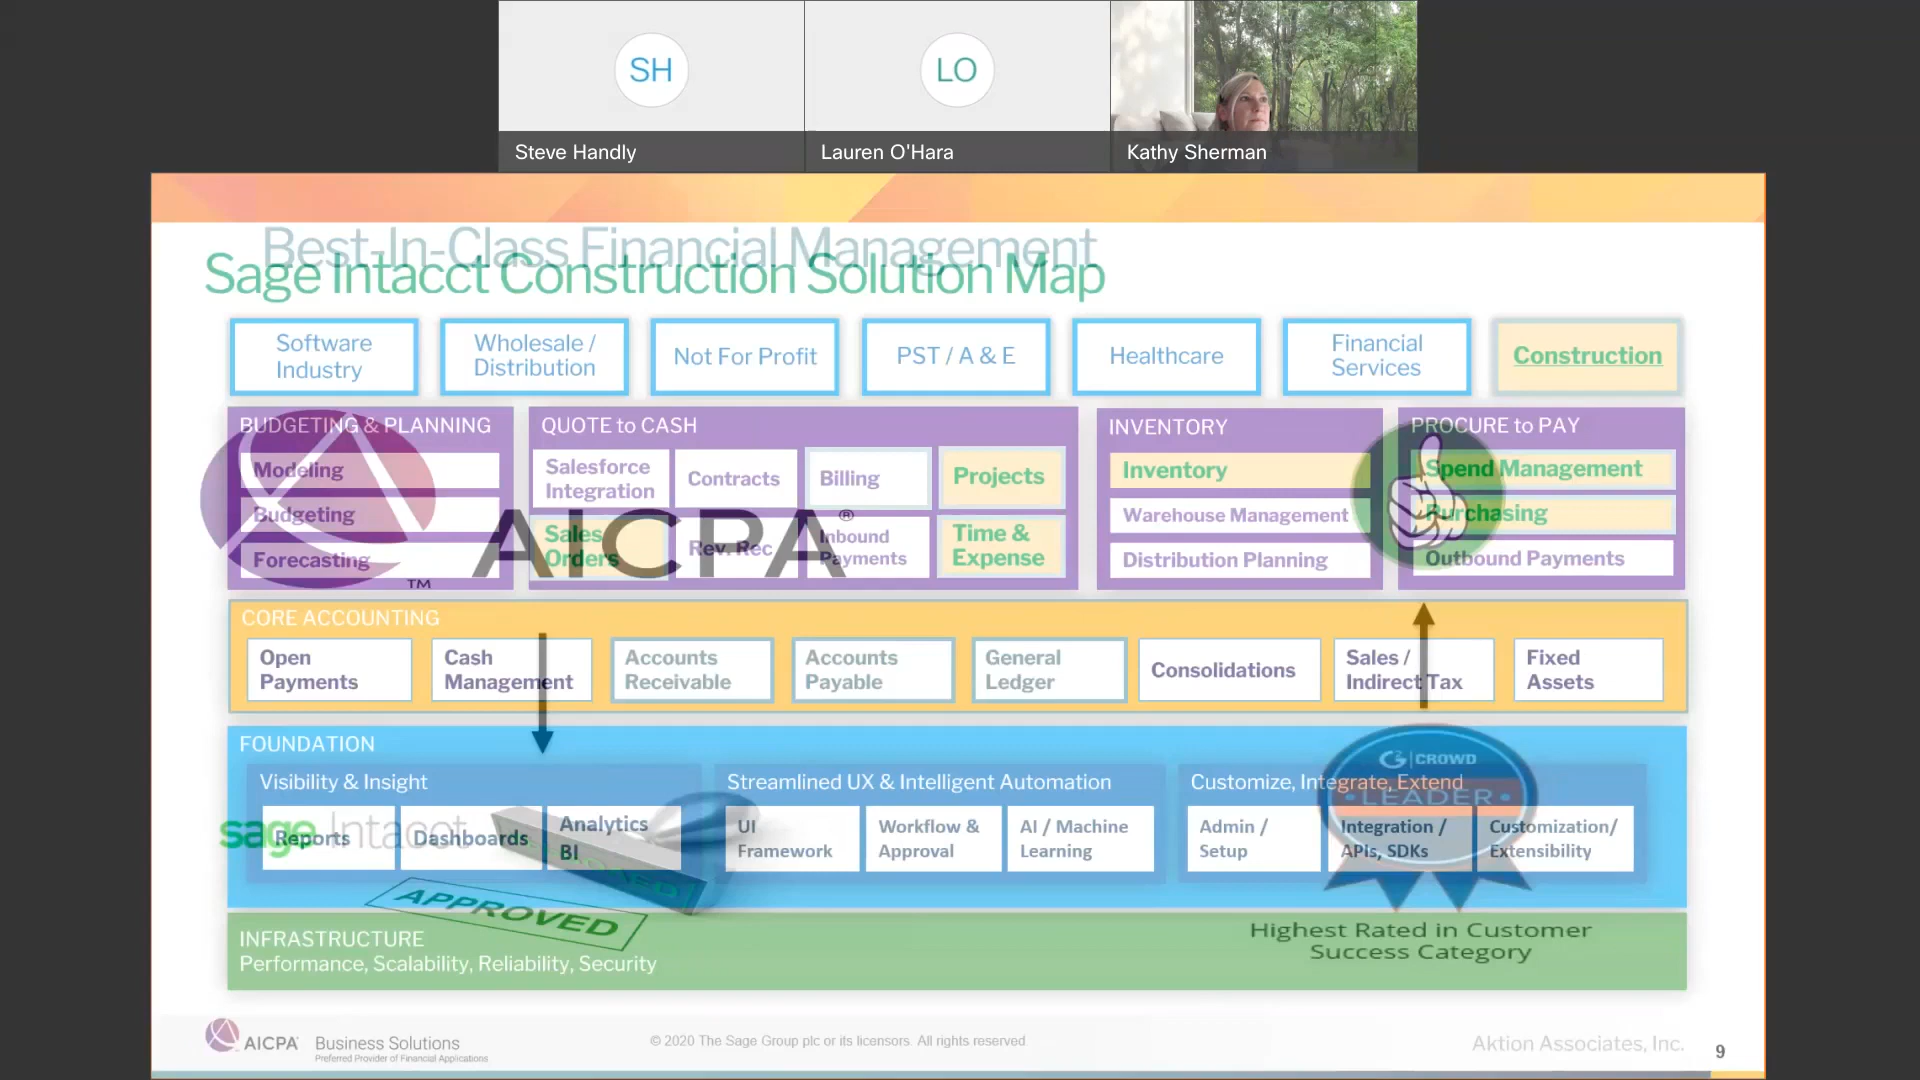 SH
LO
Steve Handly
Lauren O'Hara
Kathy Sherman
Best-In-Class Financial Management
Sage Intacct Construction Solution Map
Software
Industry
Wholesale /
Distribution
Not For Profit
PST / A & E
Healthcare
Financial
Services
Construction
BUDGETING & PLANNING
Modeling
Budgeting
Forecasting
QUOTE to CASH
Salesforce
Integration
Contracts
Billing
Projects
Sales
Orders
Rev. Rec
Inbound
Payments
Time &
Expense
INVENTORY
Inventory
Warehouse Management
Distribution Planning
PROCURE to PAY
Spend Management
Purchasing
Outbound Payments
AICPA®
TM
CORE ACCOUNTING
Open
Payments
Cash
Management
Accounts
Receivable
Accounts
Payable
General
Ledger
Consolidations
Sales /
Indirect Tax
Fixed
Assets
FOUNDATION
Visibility & Insight
Reports
Dashboards
Analytics
BI
Streamlined UX & Intelligent Automation
UI
Framework
Workflow &
Approval
AI / Machine
Learning
Customize, Integrate, Extend
Admin /
Setup
Integration /
APIs, SDKs
Customization/
Extensibility
sage Intacct
APPROVED
G2 | CROWD
LEADER
Highest Rated in Customer
Success Category
INFRASTRUCTURE
Performance, Scalability, Reliability, Security
AICPA Business Solutions
Preferred Provider of Financial Applications
© 2020 The Sage Group plc or its licensors. All rights reserved
Aktion Associates, Inc.
9